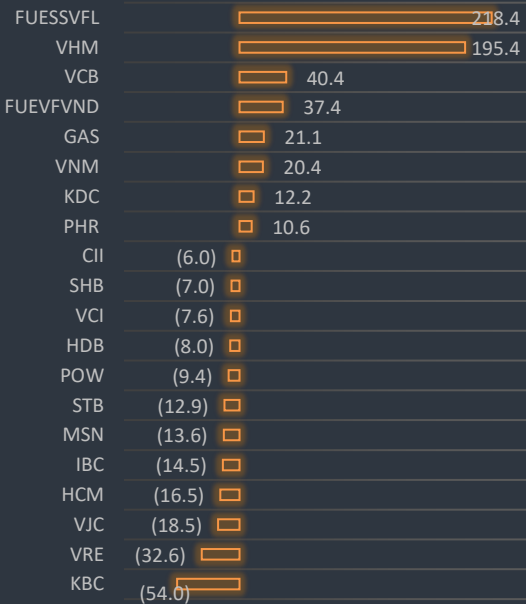 FUESSVFL 218.4
VHM 195.4
VCB 40.4
FUEVFVND 37.4
GAS 21.1
VNM 20.4
KDC 12.2
PHR 10.6
CII (6.0)
SHB (7.0)
VCI (7.6)
HDB (8.0)
POW (9.4)
STB (12.9)
MSN (13.6)
IBC (14.5)
HCM (16.5)
VJC (18.5)
VRE (32.6)
KBC (54.0)